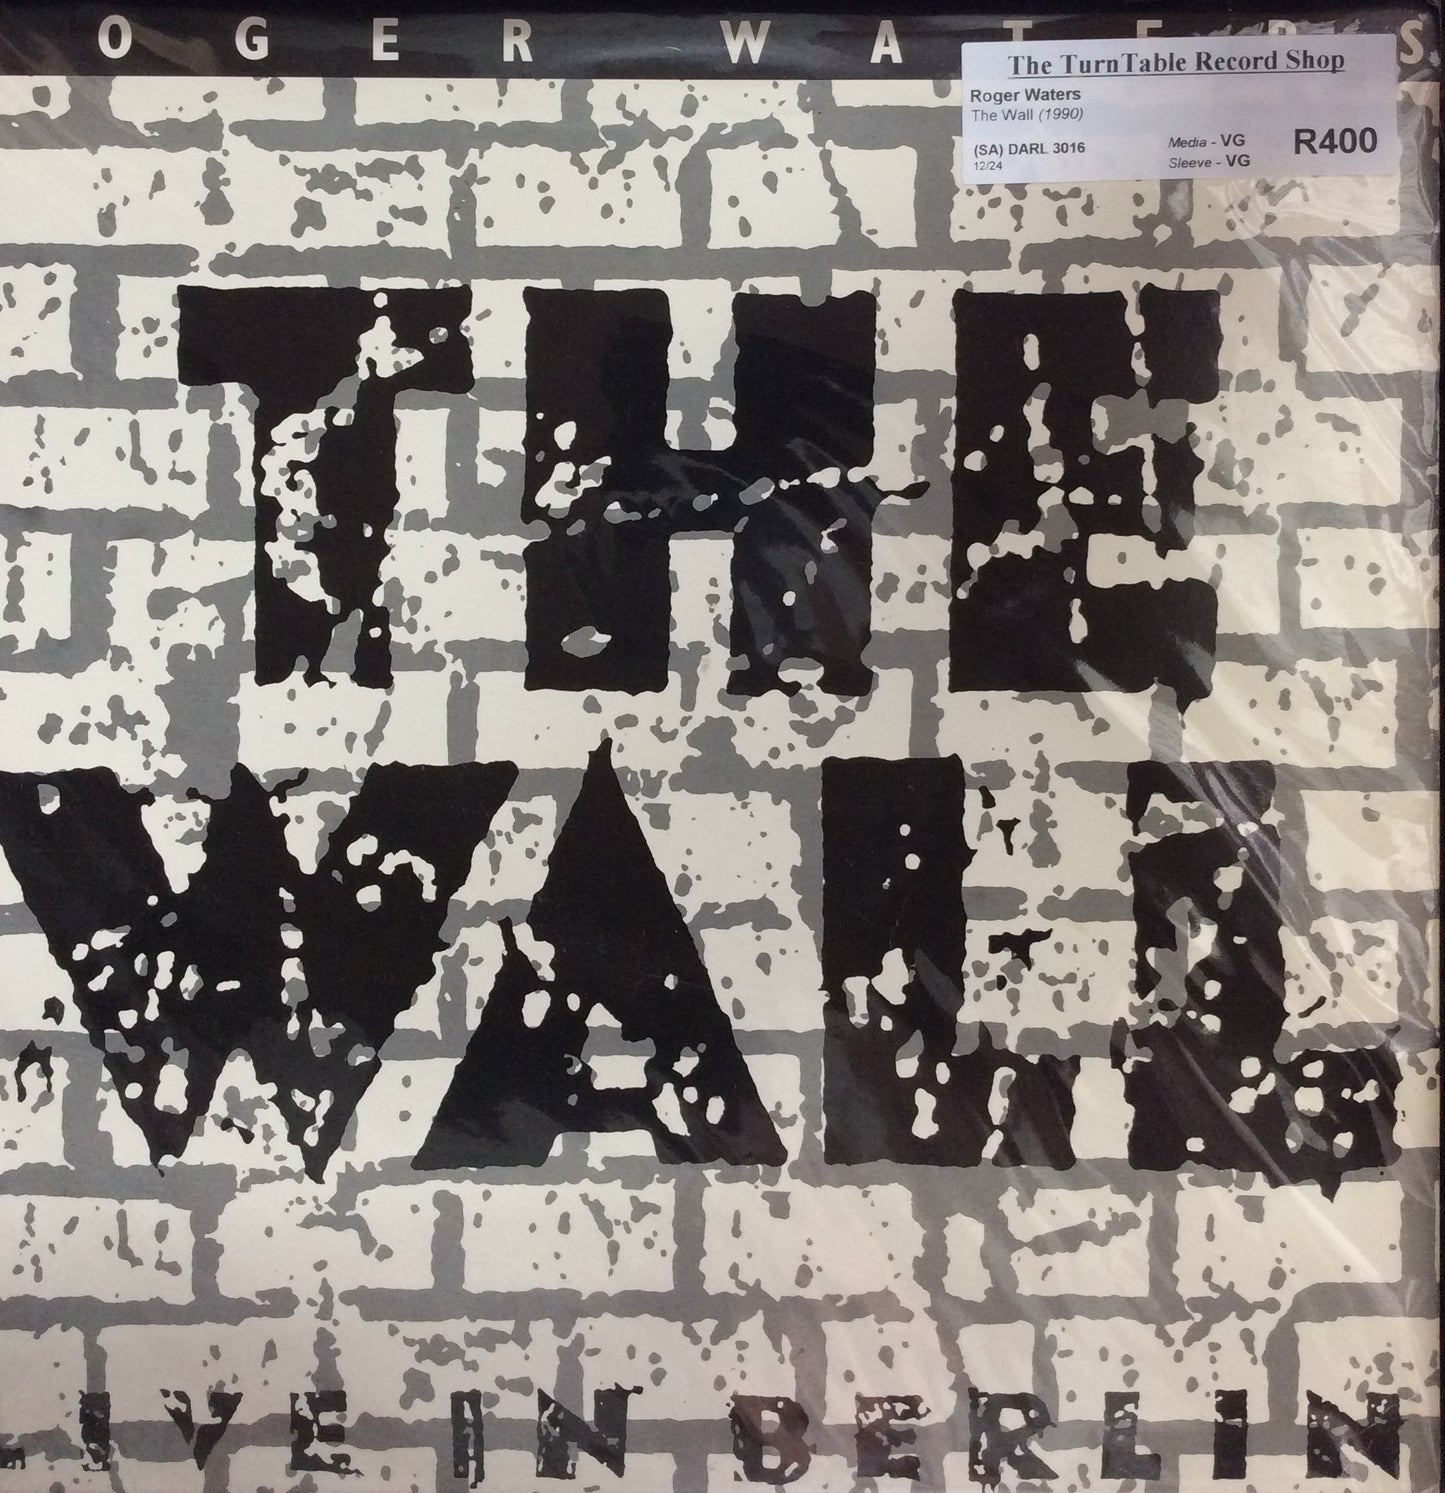 OGER WATERS
The TurnTable Record Shop
Roger Waters
The Wall (1990)
(SA) DARL 3016
12/24
Media - VG
Sleeve - VG
R400
THE
WALL
LIVE IN BERLIN